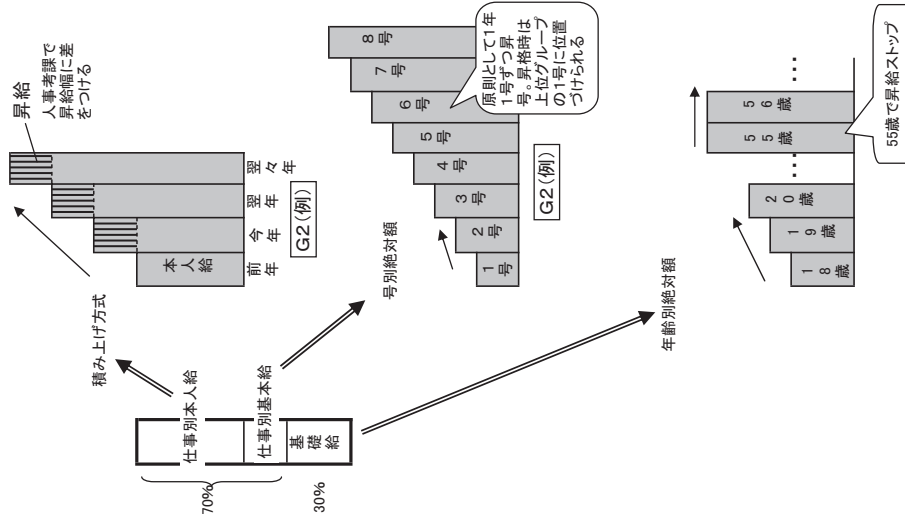 70%
30%
仕事別本人給
仕事別基本給
基礎給
積み上げ方式
昇給
人事考課で
昇給幅に差
をつける
本人給
前年
今年
翌年
翌々年
G2(例)
号別絶対額
1号
2号
3号
4号
5号
6号
7号
8号
原則として1年
1号ずつ昇
号。昇格時は
上位グループ
の1号に位置
づけられる
G2(例)
年齢別絶対額
18歳
19歳
20歳
・・・
55歳
56歳
・・・
55歳で昇給ストップ